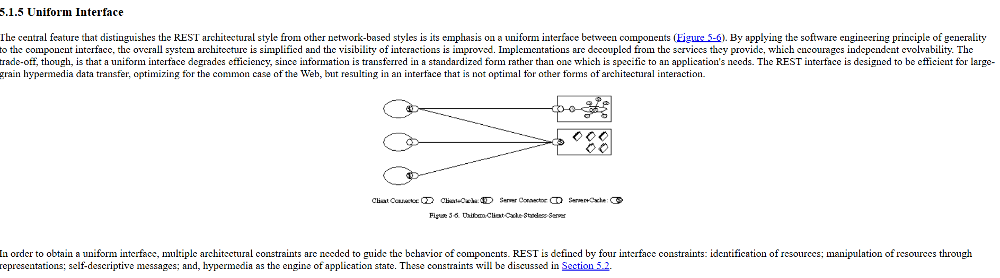 5.1.5 Uniform Interface
The central feature that distinguishes the REST architectural style from other network-based styles is its emphasis on a uniform interface between components (Figure 5-6). By applying the software engineering principle of generality
to the component interface, the overall system architecture is simplified and the visibility of interactions is improved. Implementations are decoupled from the services they provide, which encourages independent evolvability. The
trade-off, though, is that a uniform interface degrades efficiency, since information is transferred in a standardized form rather than one which is specific to an application's needs. The REST interface is designed to be efficient for large-
grain hypermedia data transfer, optimizing for the common case of the Web, but resulting in an interface that is not optimal for other forms of architectural interaction.
$
orb
$
$
Client Connector: Client+Cache: $ Server Connector: Server+Cache: $
Figure 5-6. Uniform-Client-Cache-Stateless-Server
In order to obtain a uniform interface, multiple architectural constraints are needed to guide the behavior of components. REST is defined by four interface constraints: identification of resources; manipulation of resources through
representations; self-descriptive messages; and, hypermedia as the engine of application state. These constraints will be discussed in Section 5.2.